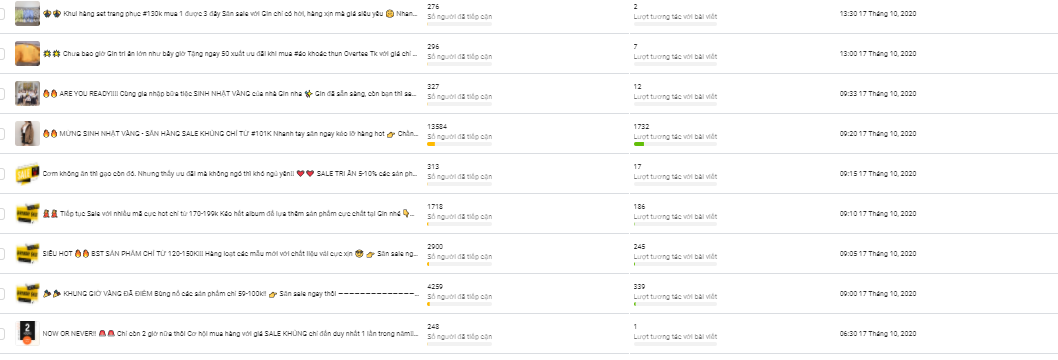 Khui hàng set trang phục #130k mua 1 được 3 đây Săn sale với Gin chỉ có hời, hàng xịn mà giá siêu yêu 😊 Nhan...
276
Số người đã tiếp cận
2
Lượt tương tác với bài viết
13:30 17 Tháng 10, 2020
Chưa bao giờ Gin tri ân lớn như bây giờ Tặng ngay 50 xuất ưu đãi khi mua #áo khoác thun Overtee Tk với giá chỉ ...
296
Số người đã tiếp cận
7
Lượt tương tác với bài viết
13:00 17 Tháng 10, 2020
🔥🔥 ARE YOU READY!!!! Cùng gia nhập bữa tiệc SINH NHẬT VÀNG của nhà Gin nha Gin đã sẵn sàng, còn bạn thì sa...
327
Số người đã tiếp cận
12
Lượt tương tác với bài viết
09:33 17 Tháng 10, 2020
🔥🔥 MỪNG SINH NHẬT VÀNG - SĂN HÀNG SALE KHỦNG CHỈ TỪ #101K Nhanh tay săn ngay kẻo lỡ hàng hot 👉 Chần...
13584
Số người đã tiếp cận
1732
Lượt tương tác với bài viết
09:20 17 Tháng 10, 2020
Cơm không ăn thì gạo còn đó. Nhưng thấy ưu đãi mà không ngó thì khó ngủ yên!! ❤❤ SALE TRI ÂN 5-10% các sản ph...
313
Số người đã tiếp cận
17
Lượt tương tác với bài viết
09:15 17 Tháng 10, 2020
Tiếp tục Sale với nhiều mã cực hot chỉ từ 170-199k Kéo hết album để lựa thêm sản phẩm cực chất tại Gin nhé 👇...
1718
Số người đã tiếp cận
186
Lượt tương tác với bài viết
09:10 17 Tháng 10, 2020
SIÊU HOT 🔥🔥 BST SẢN PHẨM CHỈ TỪ 120-150K!!! Hàng loạt các mẫu mới với chất liệu vải cực xịn 😎 👉 Săn sale ng...
2900
Số người đã tiếp cận
245
Lượt tương tác với bài viết
09:05 17 Tháng 10, 2020
🎉🎉 KHUNG GIỜ VÀNG ĐÃ ĐIỂM Bùng nổ các sản phẩm chỉ 59-100k!! 👉 Săn sale ngay thôi ——————————————...
4259
Số người đã tiếp cận
339
Lượt tương tác với bài viết
09:00 17 Tháng 10, 2020
NOW OR NEVER!! 🚨🚨 Chỉ còn 2 giờ nữa thôi Cơ hội mua hàng với giá SALE KHỦNG chỉ đến duy nhất 1 lần trong năm!i...
248
Số người đã tiếp cận
1
Lượt tương tác với bài viết
06:30 17 Tháng 10, 2020